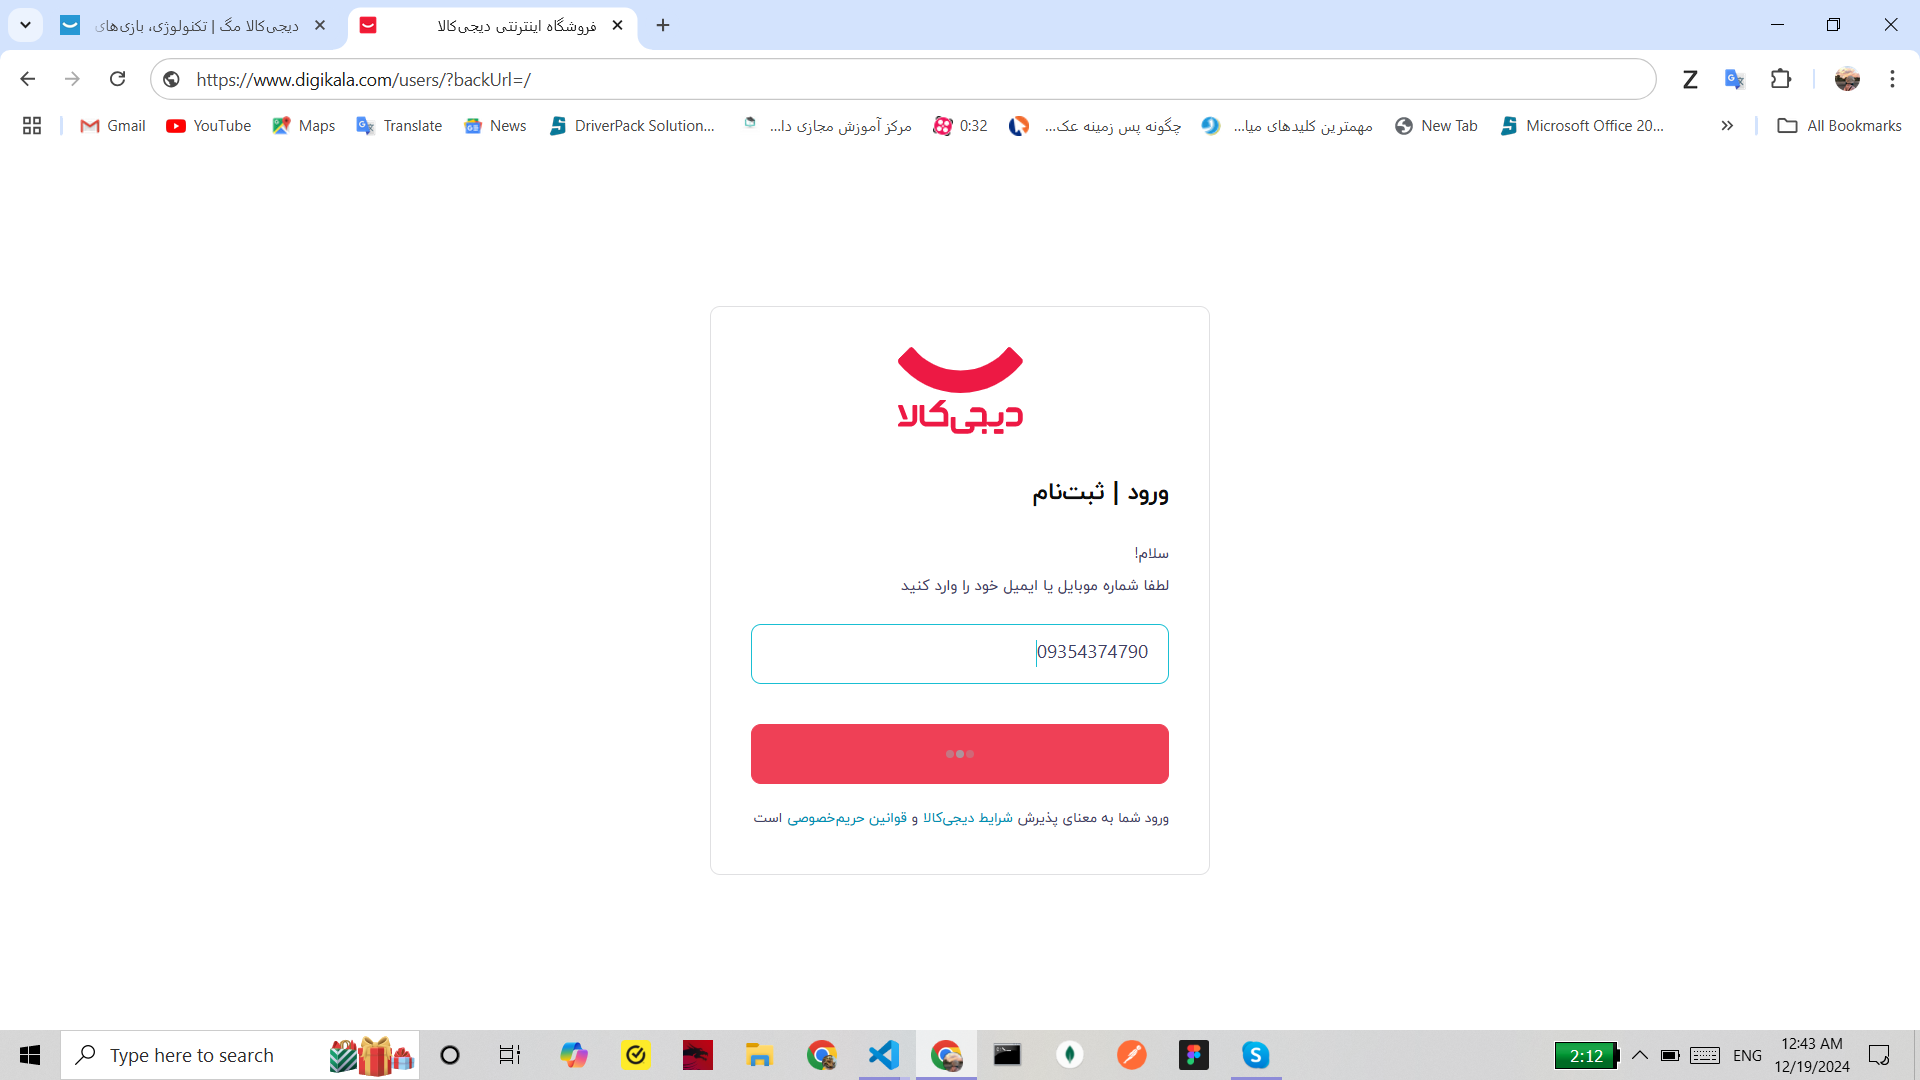 دیجی‌کالا مگ | تکنولوژی، بازی‌های
فروشگاه اینترنتی دیجی‌کالا
https://www.digikala.com/users/?backUrl=/
Gmail
YouTube
Maps
Translate
News
DriverPack Solution...
مرکز آموزش مجازی دا...
0:32
چگونه پس زمینه عک...
مهمترین کلیدهای میا...
New Tab
Microsoft Office 20...
All Bookmarks
دیجی‌کالا
ورود | ثبت‌نام
سلام!
لطفا شماره موبایل یا ایمیل خود را وارد کنید
09354374790
ورود شما به معنای پذیرش شرایط دیجی‌کالا و قوانین حریم‌خصوصی است
Type here to search
2:12
ENG
12:43 AM
12/19/2024